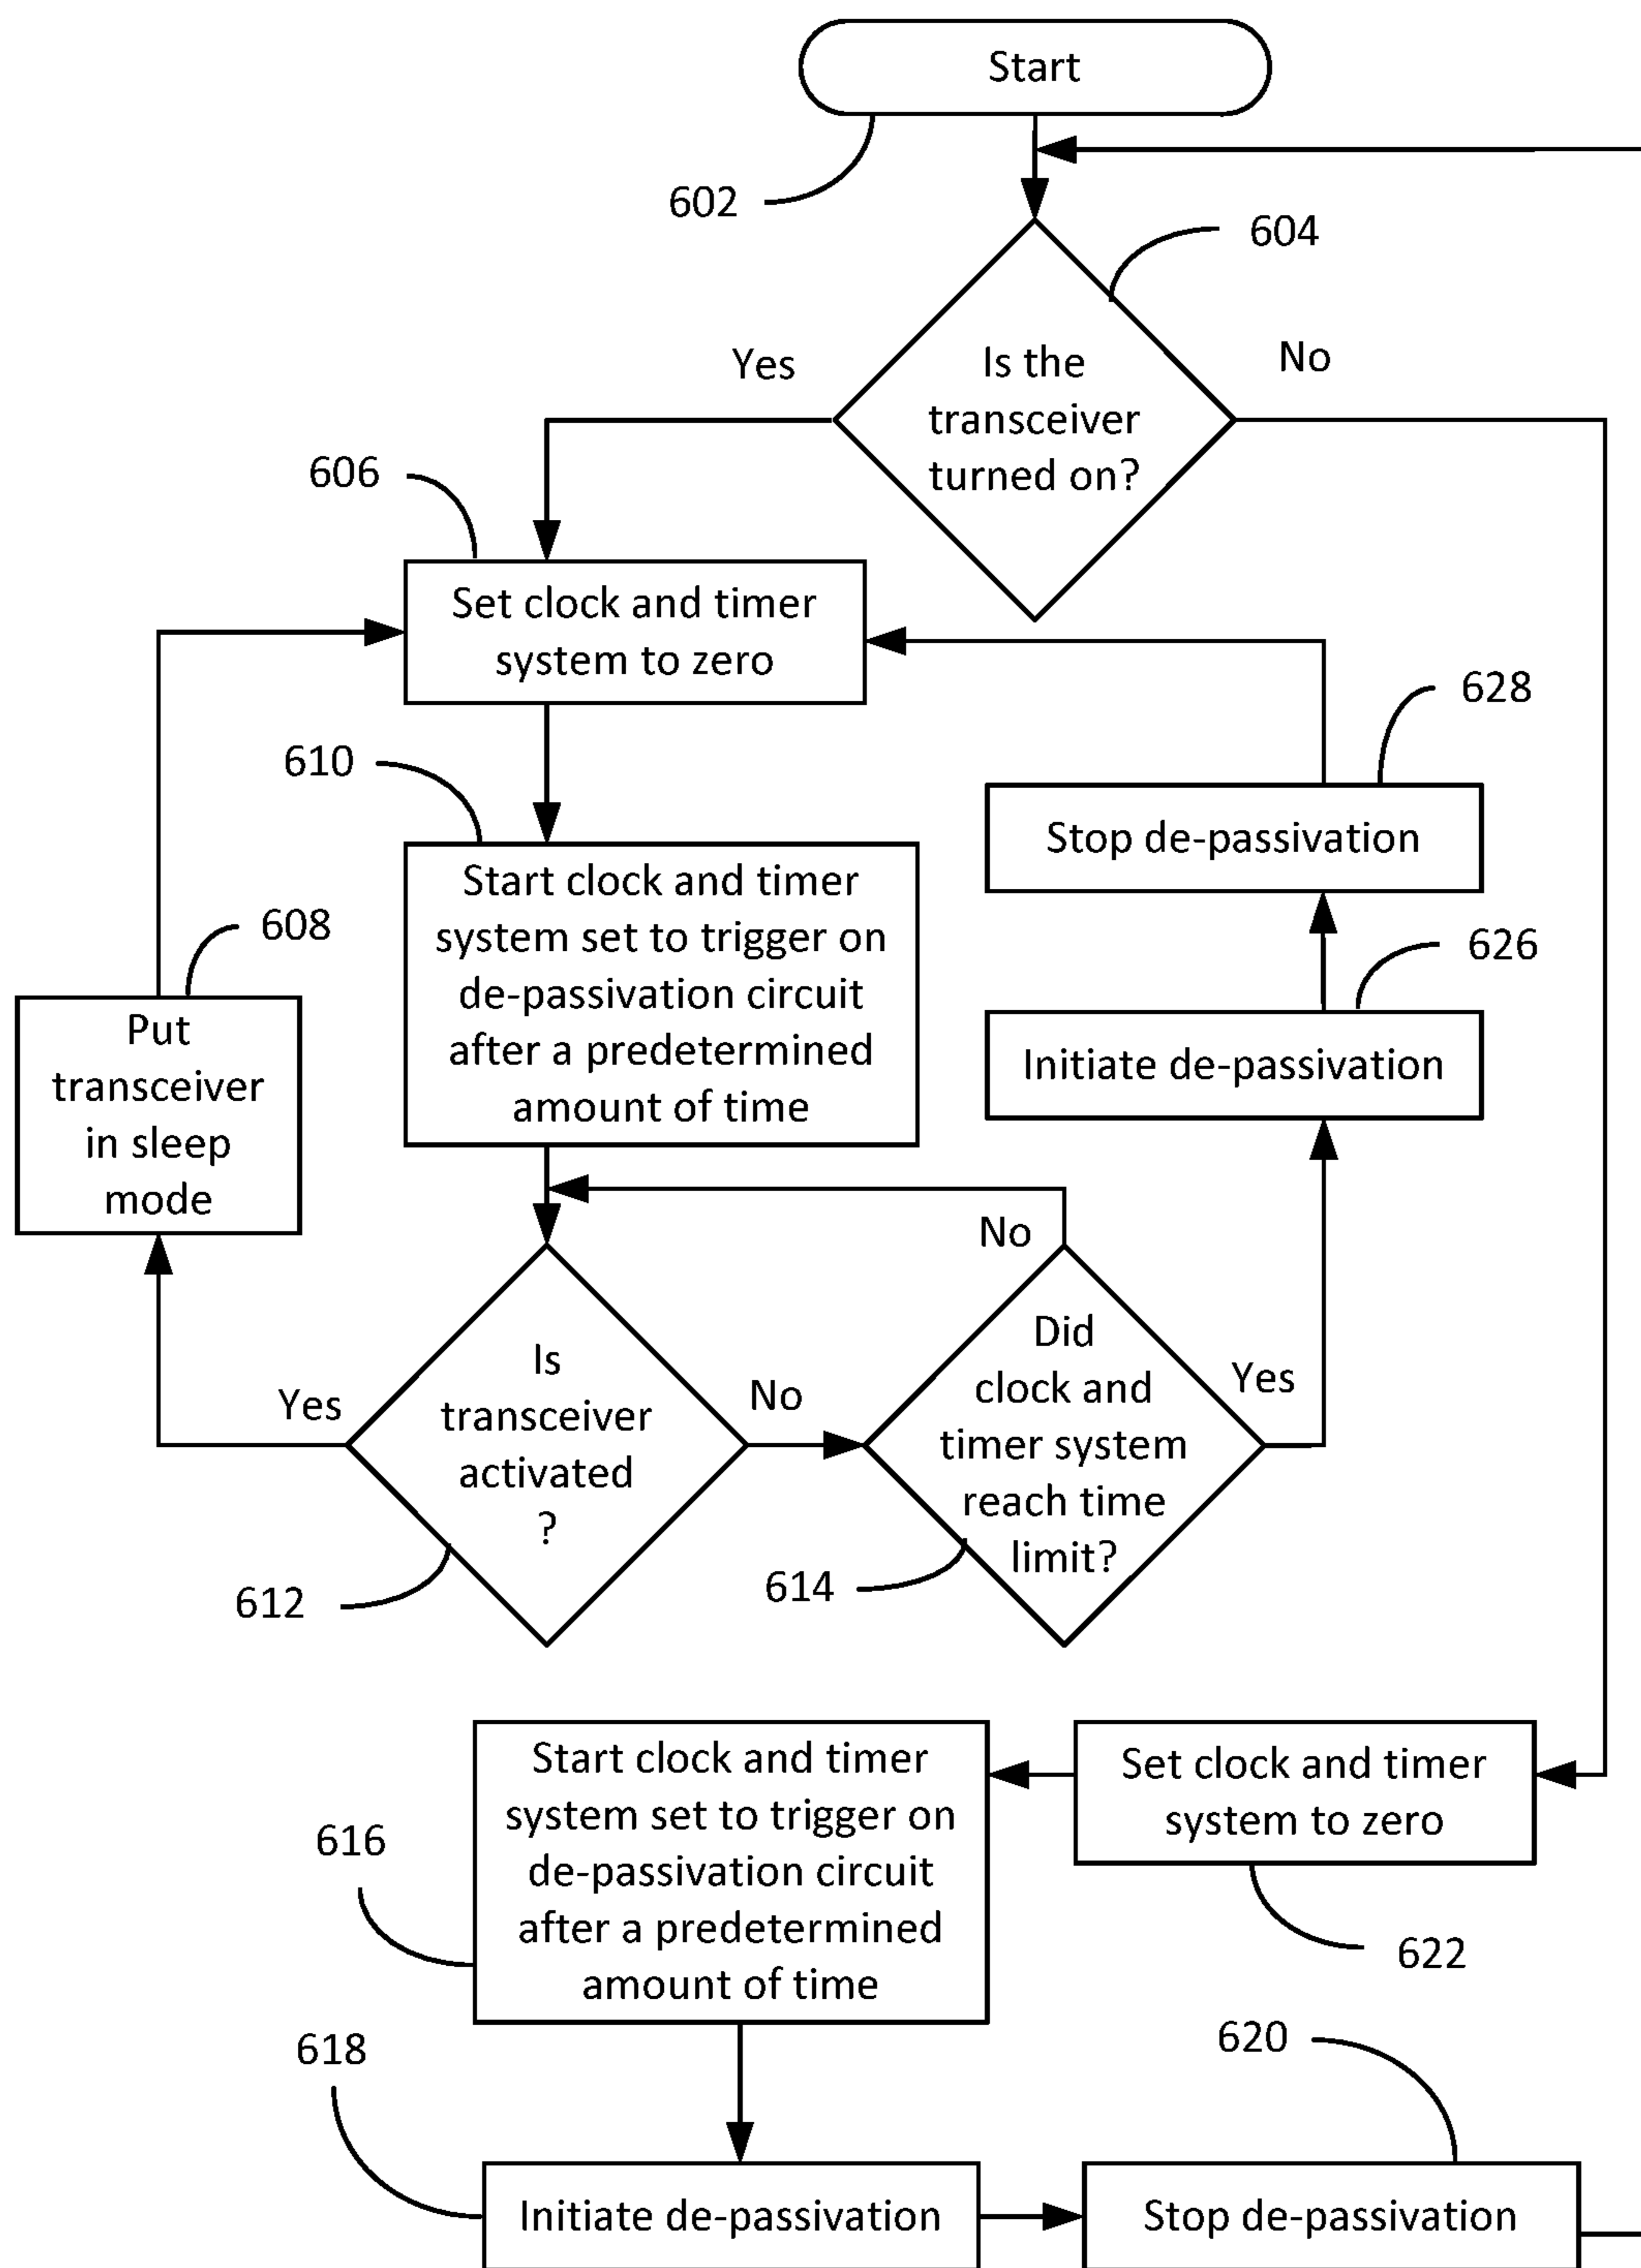 Start
602
604
Yes
No
Is the
transceiver
turned on?
606
Set clock and timer
system to zero
628
610
Stop de-passivation
Start clock and timer
system set to trigger on
de-passivation circuit
after a predetermined
amount of time
608
626
Put
transceiver
in sleep
mode
Initiate de-passivation
No
Is
transceiver
activated
?
Yes
No
Did
clock and
timer system
reach time
limit?
Yes
612
614
Start clock and timer
system set to trigger on
de-passivation circuit
after a predetermined
amount of time
Set clock and timer
system to zero
616
622
618
620
Initiate de-passivation
Stop de-passivation